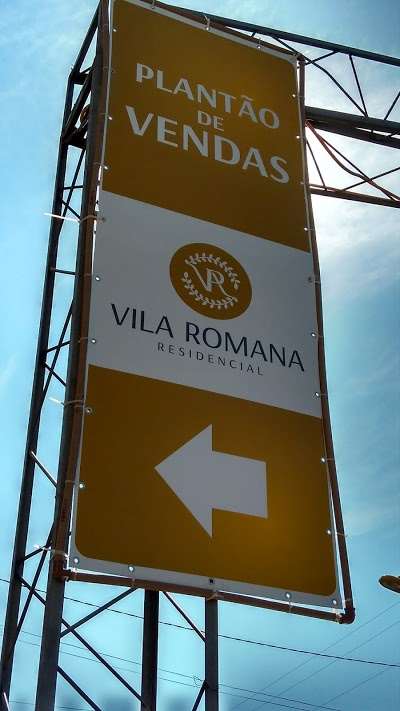 PLANTÃO
DE
VENDAS
VR
VILA ROMANA
RESIDENCIAL